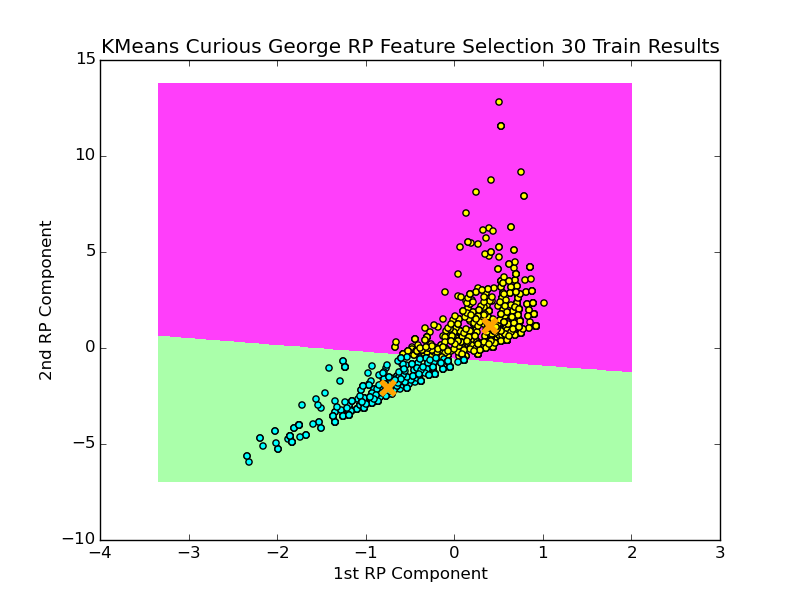 KMeans Curious George RP Feature Selection 30 Train Results
15
10
5
0
−5
−10
2nd RP Component
−4 −3 −2 −1 0 1 2 3
1st RP Component